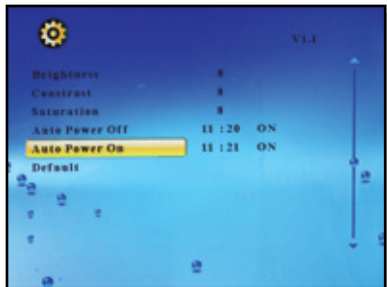 V1.1
Brightness 8
Constrast 8
Saturation 8
Auto Power Off 11 :20 ON
Auto Power On 11 :21 ON
Default